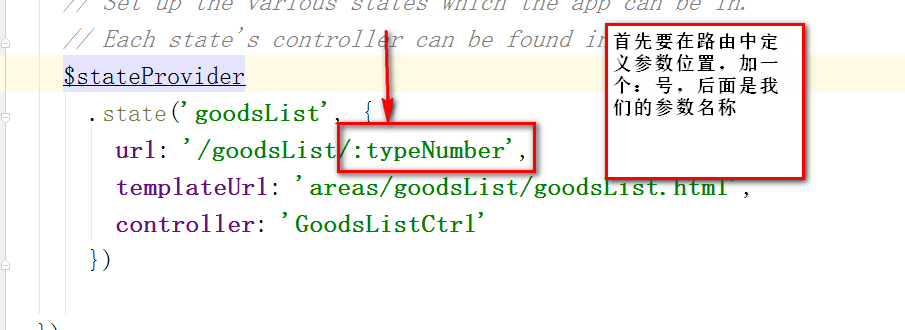 // Set up the various states which the app can be in.
// Each state's controller can be found in
$stateProvider
.state('goodsList', {
url: '/goodsList/:typeNumber',
templateUrl: 'areas/goodsList/goodsList.html',
controller: 'GoodsListCtrl'
})
})
首先要在路由中定
义参数位置．加一
个：号．后面是我
们的参数名称